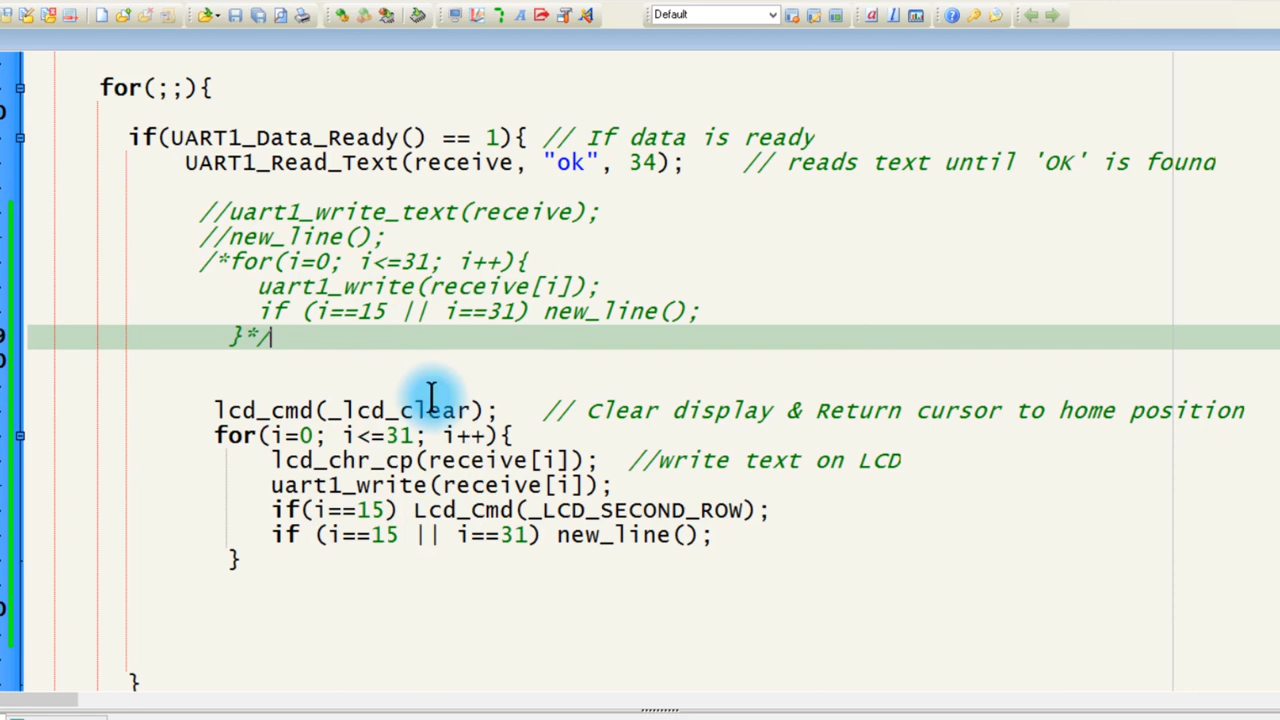 Default
for(;;){
if(UART1_Data_Ready() == 1){ // If data is ready
UART1_Read_Text(receive, "ok", 34); // reads text until 'OK' is found
//uart1_write_text(receive);
//new_line();
/*for(i=0; i<=31; i++){
uart1_write(receive[i]);
if (i==15 || i==31) new_line();
}*/
lcd_cmd(_lcd_clear); // Clear display & Return cursor to home position
for(i=0; i<=31; i++){
lcd_chr_cp(receive[i]); //write text on LCD
uart1_write(receive[i]);
if(i==15) Lcd_Cmd(_LCD_SECOND_ROW);
if (i==15 || i==31) new_line();
}
}